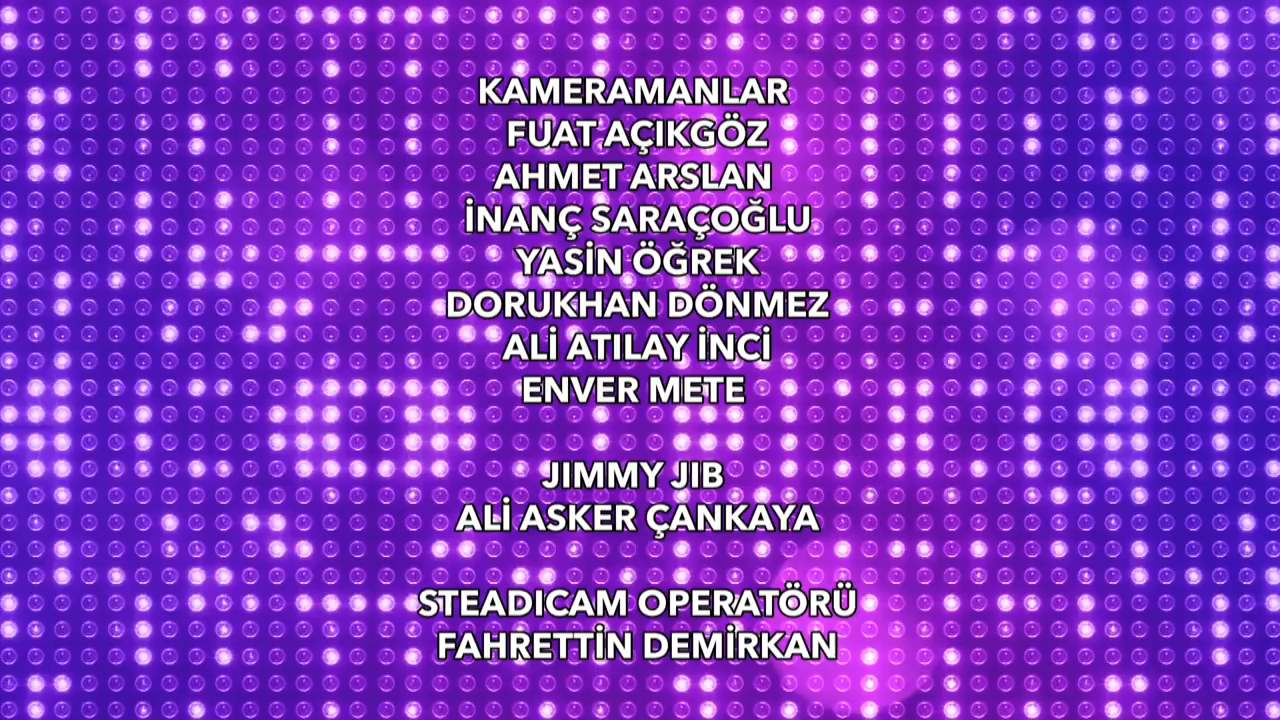 KAMERAMANLAR
FUAT AÇIKGÖZ
AHMET ARSLAN
İNANÇ SARAÇOĞLU
YASİN ÖĞREK
DORUKHAN DÖNMEZ
ALİ ATILAY İNCİ
ENVER METE
JIMMY JIB
ALİ ASKER ÇANKAYA
STEADICAM OPERATÖRÜ
FAHRETTİN DEMİRKAN